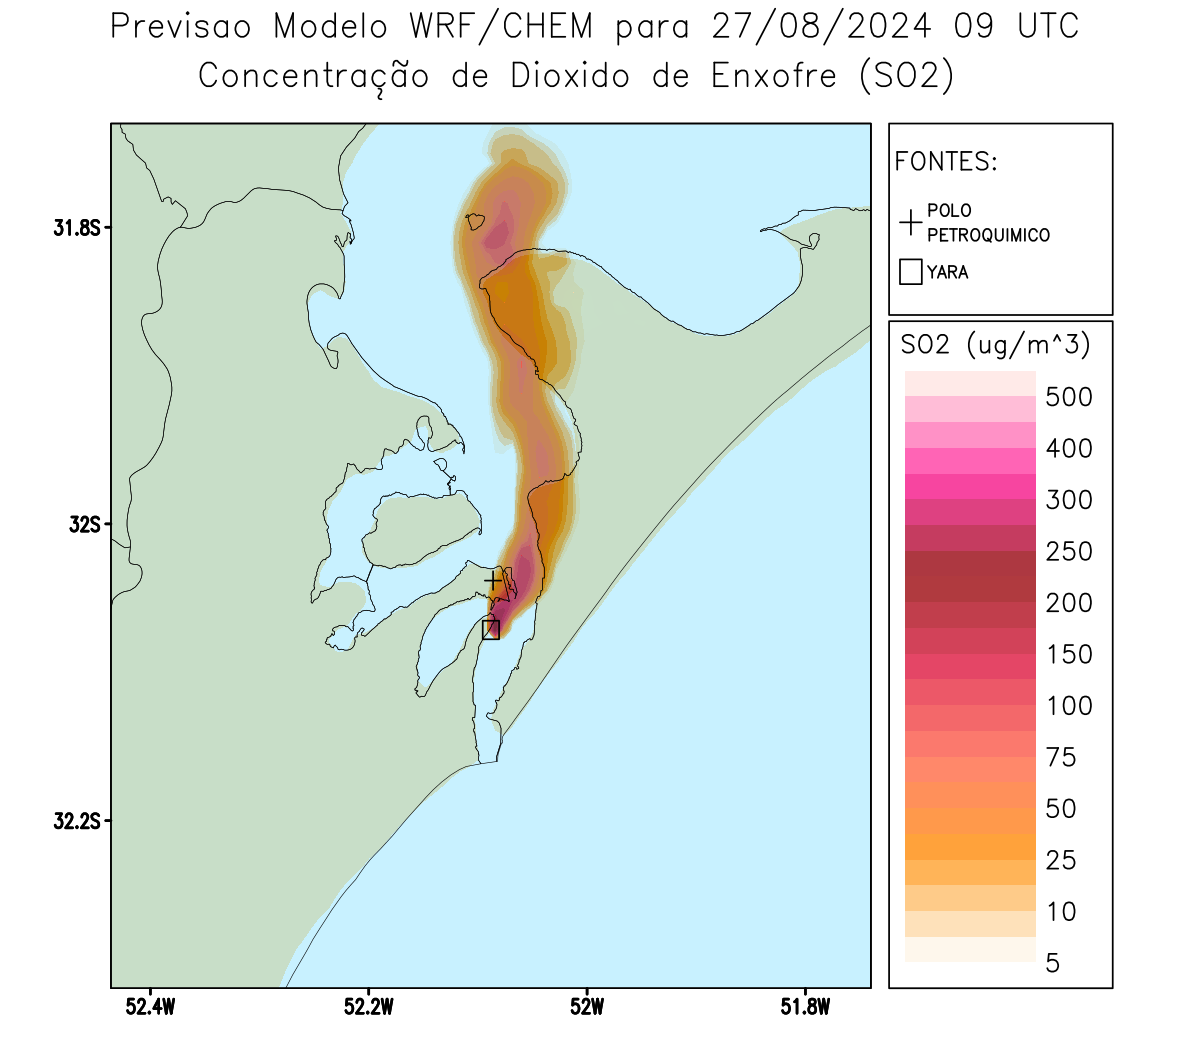 Previsao Modelo WRF/CHEM para 27/08/2024 09 UTC
Concentração de Dioxido de Enxofre (SO2)
FONTES:
POLO
PETROQUIMICO
YARA
31.8S
32S
32.2S
52.4W
52.2W
52W
51.8W
SO2 (ug/m^3)
500
400
300
250
200
150
100
75
50
25
10
5